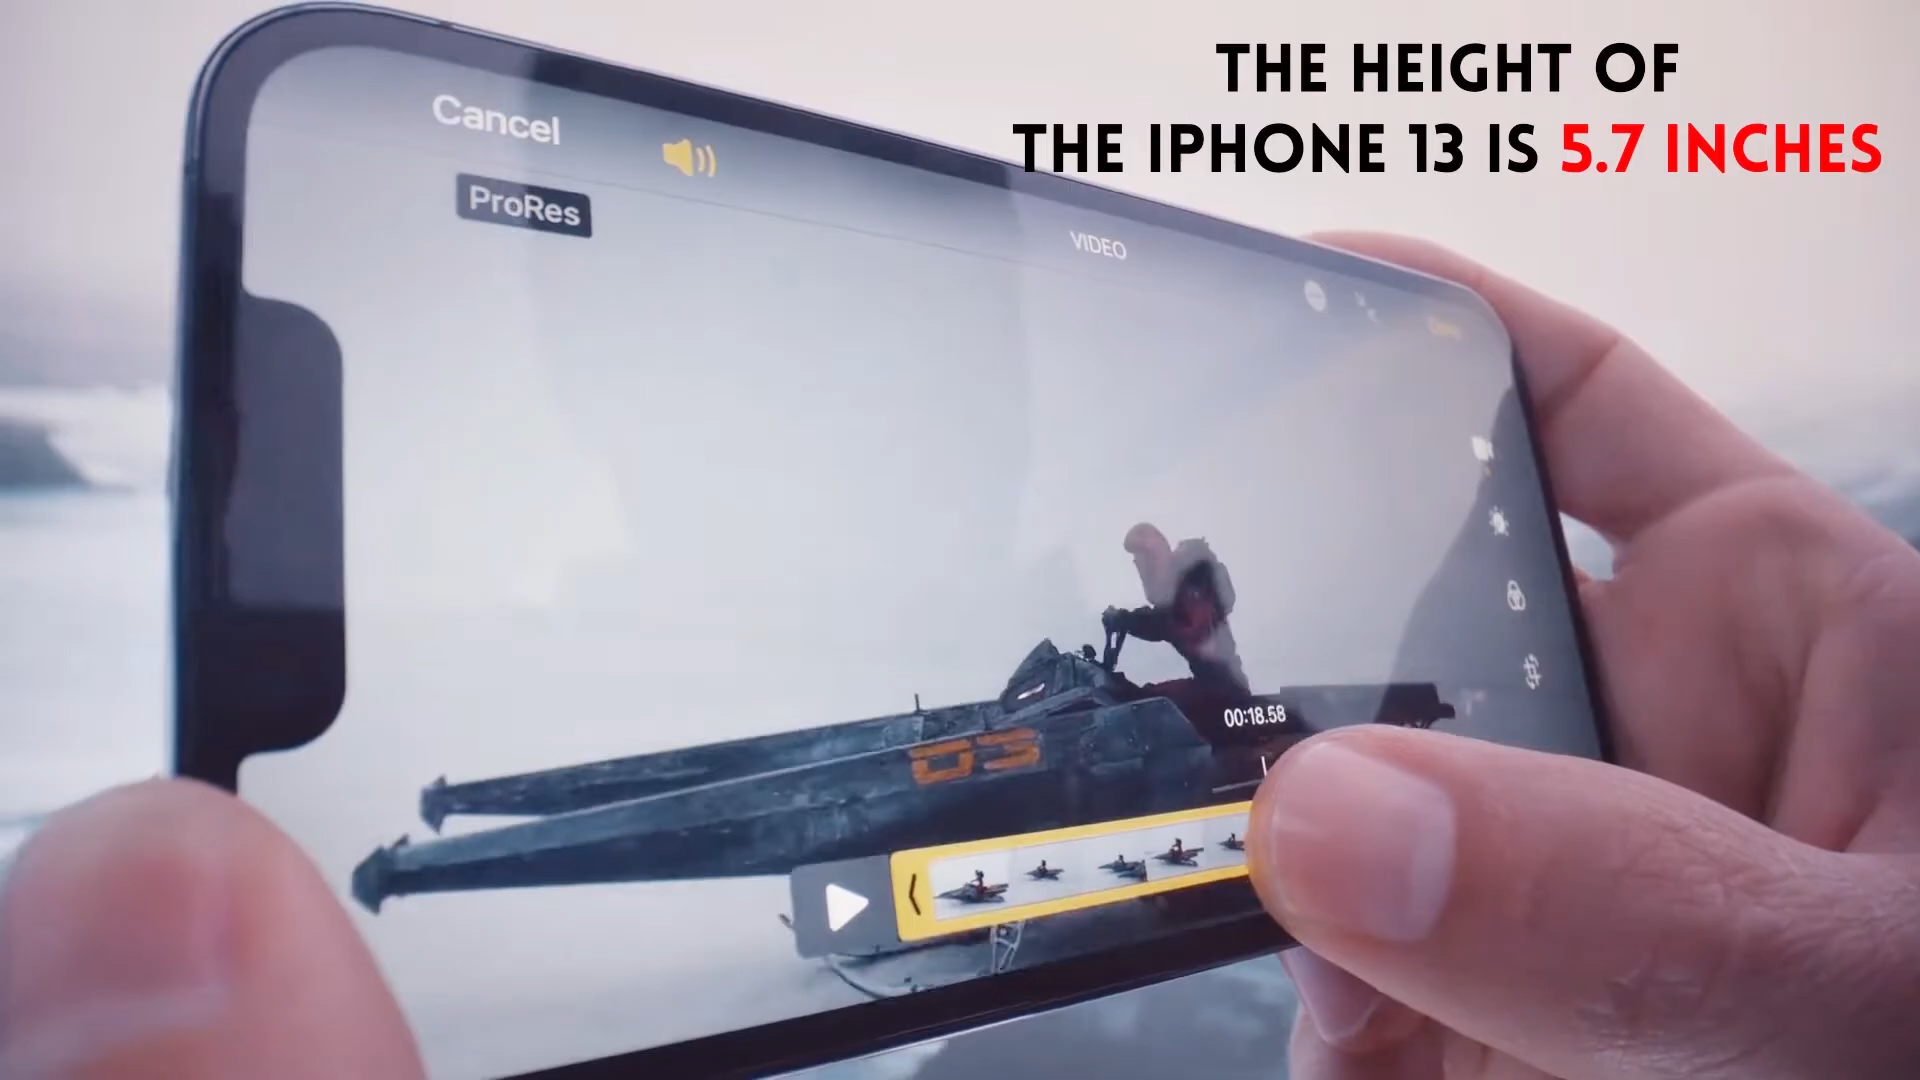 THE HEIGHT OF
THE IPHONE 13 IS 5.7 INCHES
Cancel
ProRes
VIDEO
00:18.58
03